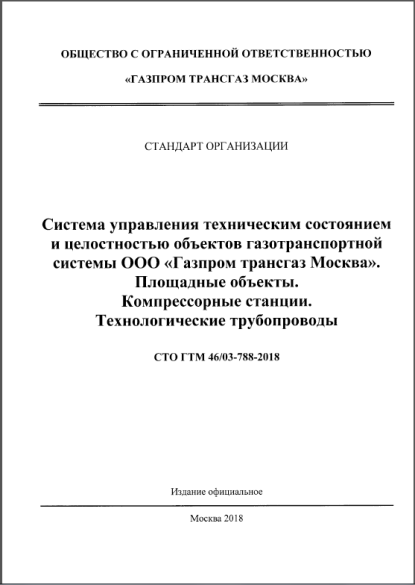 ОБЩЕСТВО С ОГРАНИЧЕННОЙ ОТВЕТСТВЕННОСТЬЮ
«ГАЗПРОМ ТРАНСГАЗ МОСКВА»
СТАНДАРТ ОРГАНИЗАЦИИ
Система управления техническим состоянием
и целостностью объектов газотранспортной
системы ООО «Газпром трансгаз Москва».
Площадные объекты.
Компрессорные станции.
Технологические трубопроводы
СТО ГТМ 46/03-788-2018
Издание официальное
Москва 2018